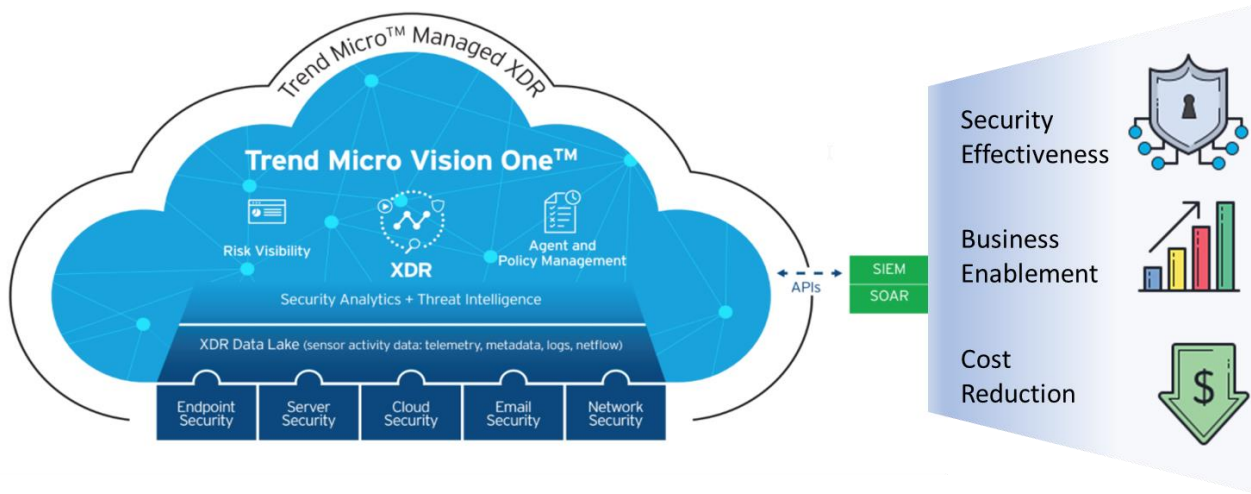 Trend Micro™ Managed XDR
Trend Micro Vision One™
Risk Visibility
XDR
Agent and
Policy Management
Security Analytics + Threat Intelligence
XDR Data Lake (sensor activity data: telemetry, metadata, logs, netflow)
Endpoint
Security
Server
Security
Cloud
Security
Email
Security
Network
Security
APIs
SIEM
SOAR
Security
Effectiveness
Business
Enablement
Cost
Reduction
$